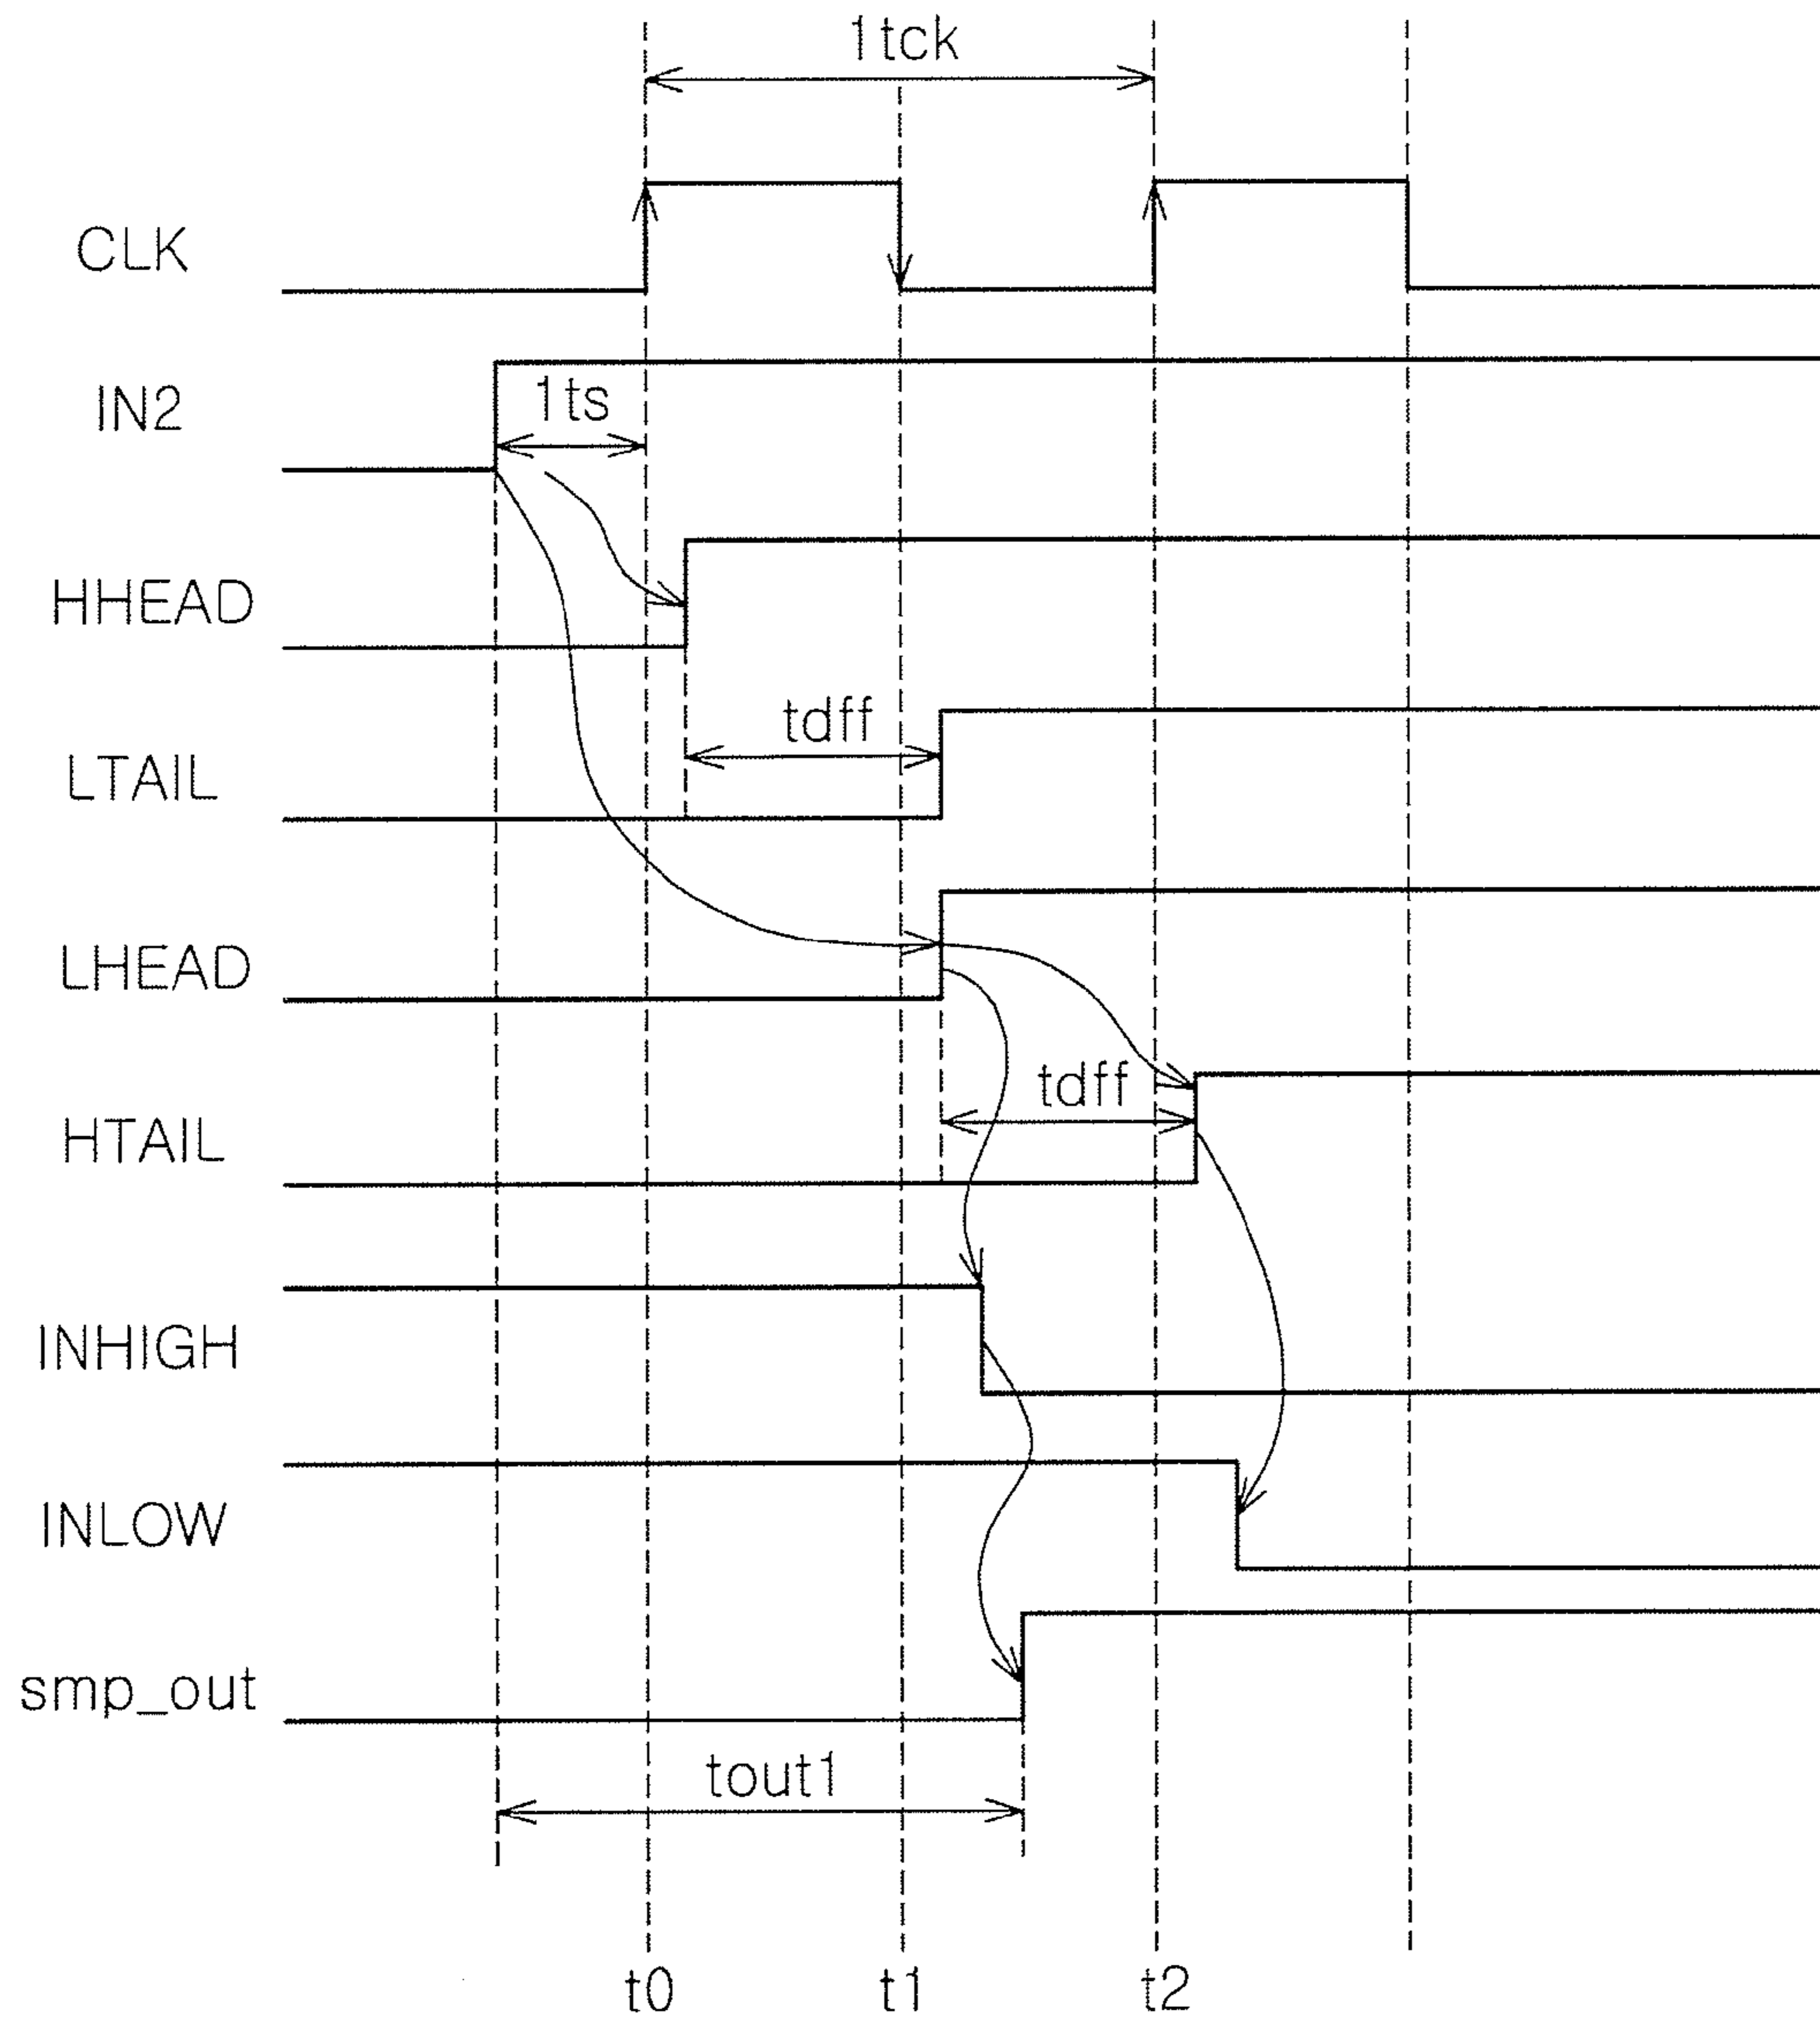 1tck
CLK
IN2
1ts
HHEAD
tdff
LTAIL
LHEAD
tdff
HTAIL
INHIGH
INLOW
smp_out
tout1
t0 t1 t2